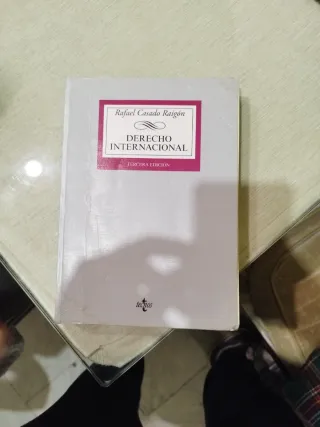 Rafael Casado Raigón
DERECHO
INTERNACIONAL
TERCERA EDICIÓN
tecnos